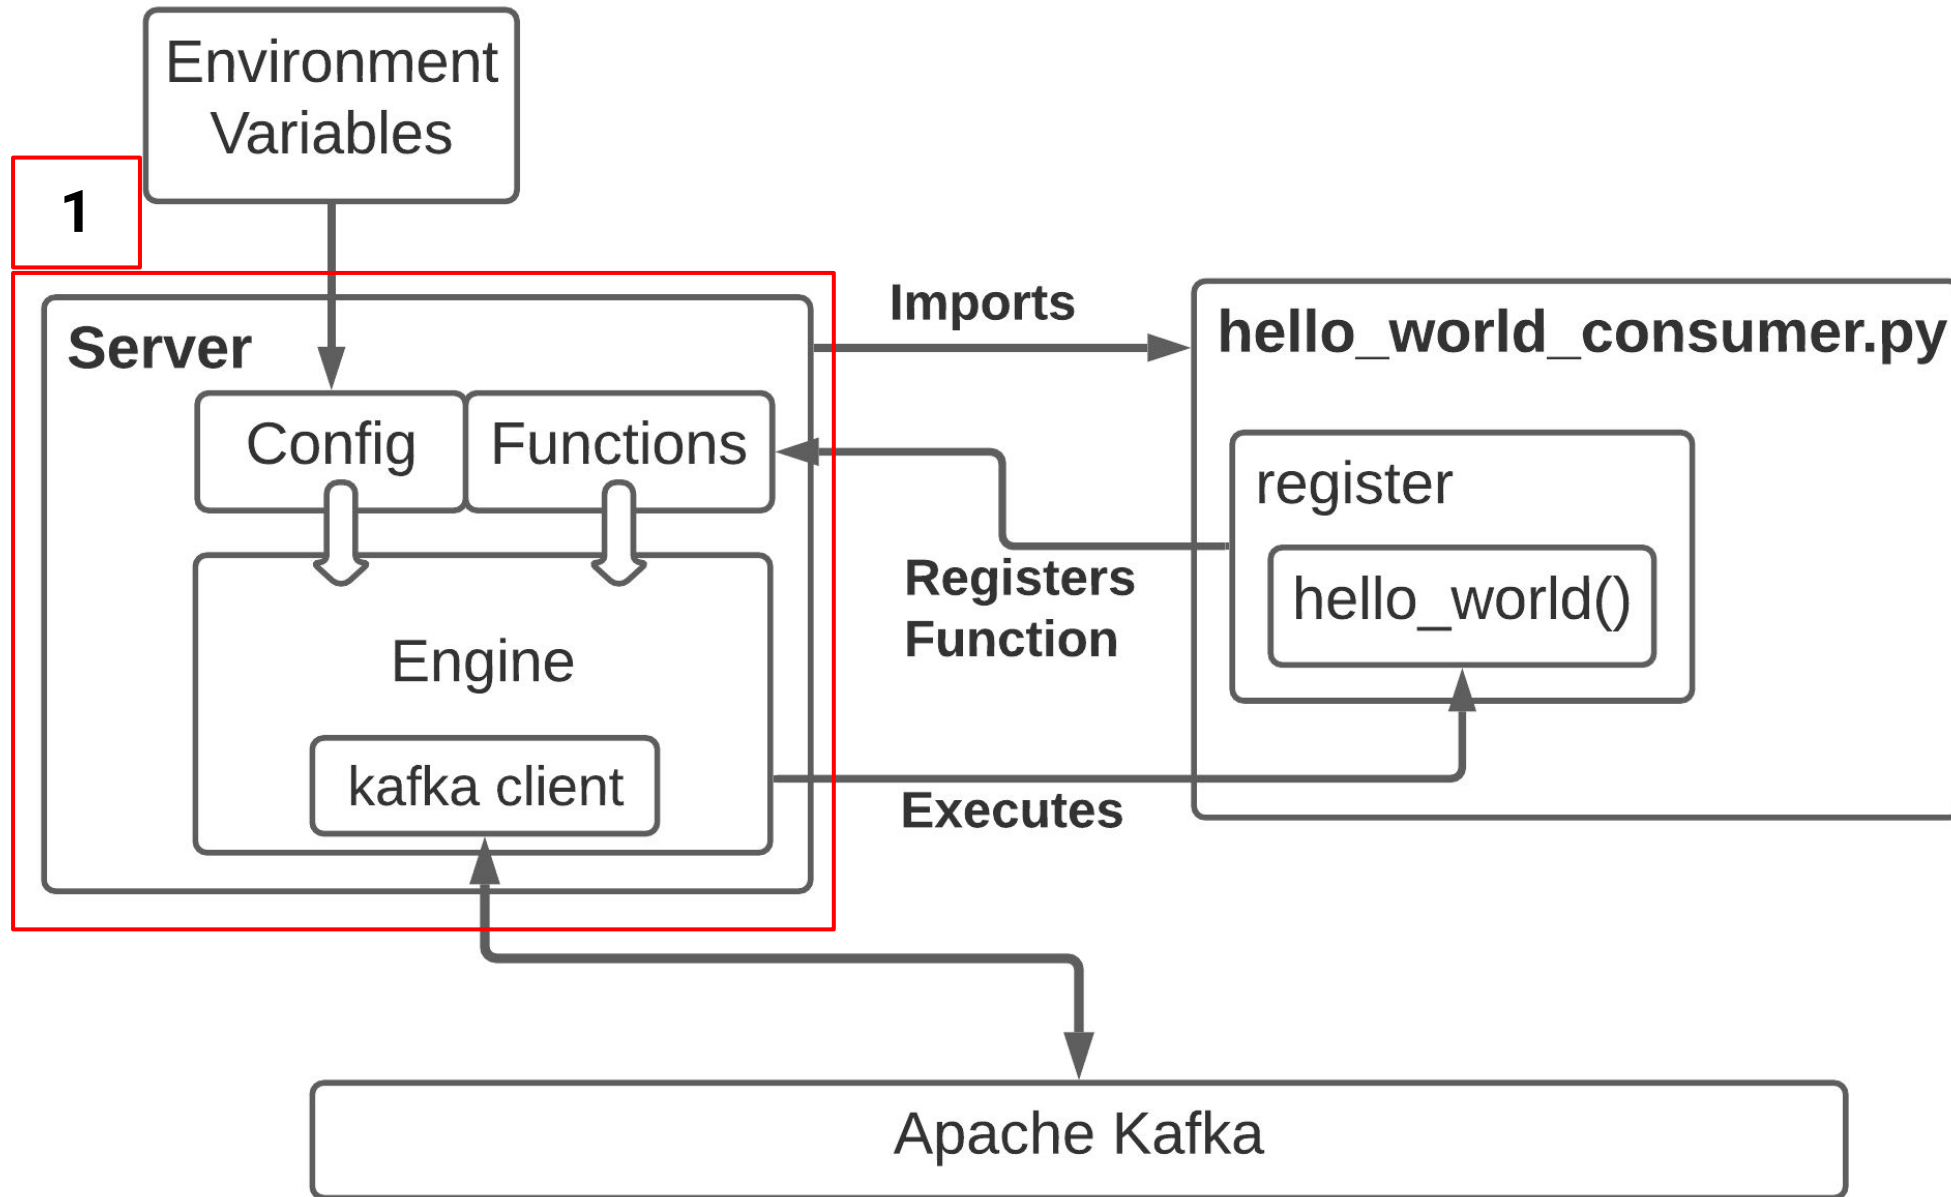 Environment
Variables
1
Server
Imports
hello_world_consumer.py
Config
Functions
register
Registers
Function
hello_world()
Engine
kafka client
Executes
Apache Kafka